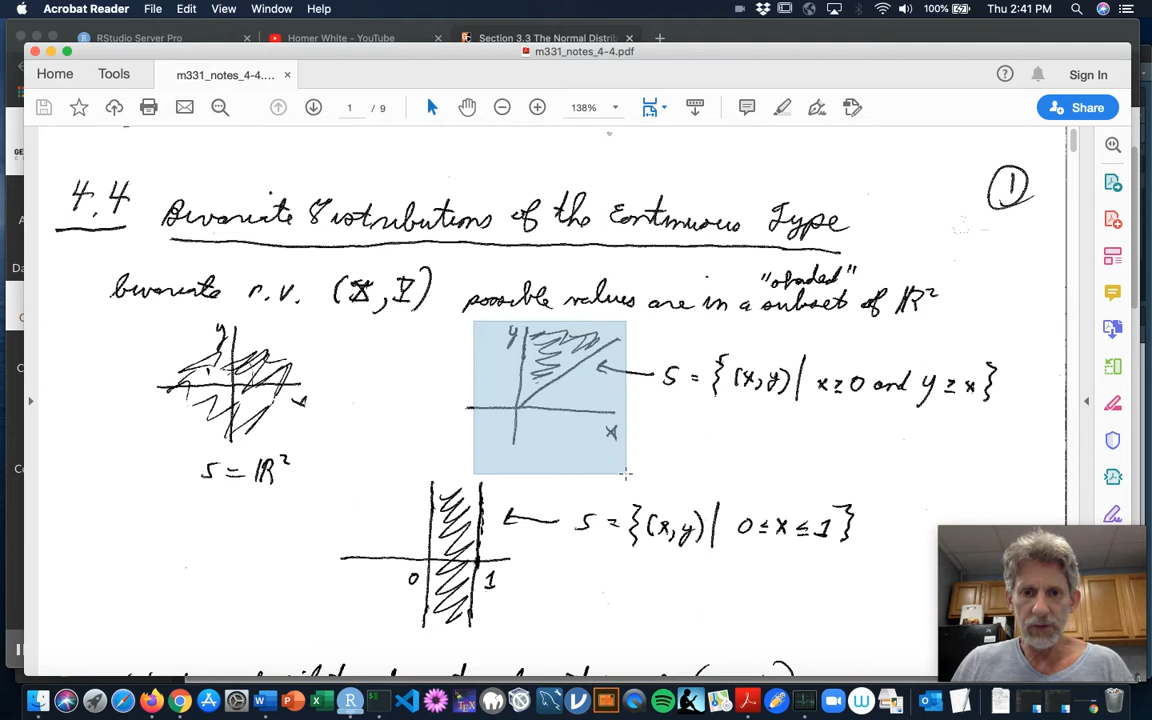 Acrobat Reader File Edit View Window Help 100% Thu 2:41 PM
RStudio Server Pro × Homer White - YouTube × Section 3.3 The Normal Distrib × +
m331_notes_4-4.pdf
Home Tools m331_notes_4-4.... × Sign In
1 / 9 138% Share
4.4 Bivariate Distributions of the Continuous Type
1
bivariate r.v. (X, Y) possible values are in a "shaded" subset of ℝ²
y
x
S = ℝ²
y
x
S = {(x,y) | x ≥ 0 and y ≥ x}
0 1
S = {(x,y) | 0 ≤ x ≤ 1}